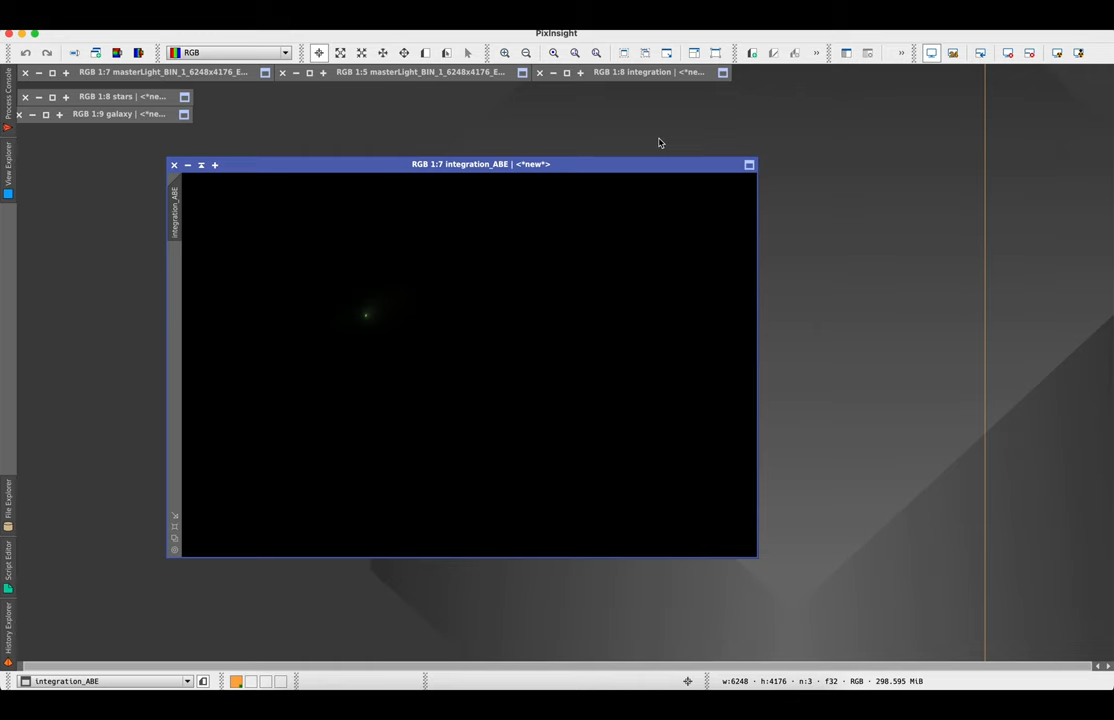 PixInsight
RGB
RGB 1:7 masterLight_BIN_1_6248x4176_E...
RGB 1:5 masterLight_BIN_1_6248x4176_E...
RGB 1:8 integration | <*ne...
RGB 1:8 stars | <*ne...
RGB 1:9 galaxy | <*ne...
Process Console
View Explorer
File Explorer
Script Editor
History Explorer
RGB 1:7 integration_ABE | <*new*>
integration_ABE
integration_ABE
w:6248 · h:4176 · n:3 · f32 · RGB · 298.595 MiB